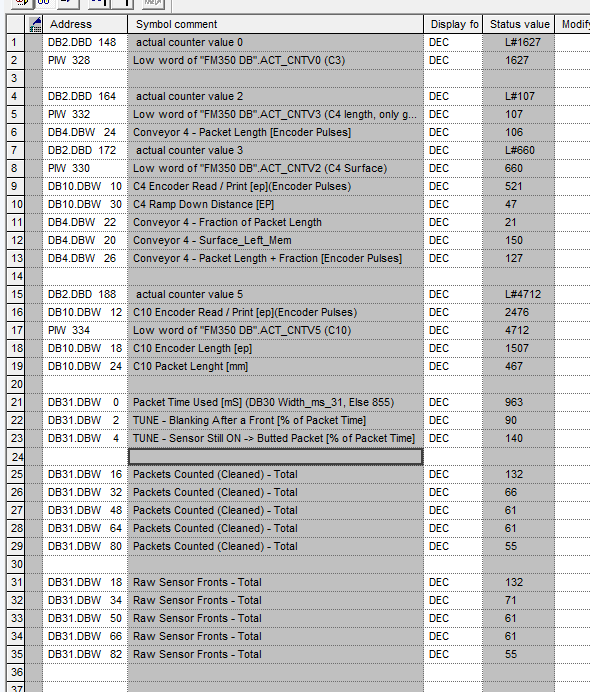 Address Symbol comment Display fo Status value Modify
1 DB2.DBD 148 actual counter value 0 DEC L#1627
2 PIW 328 Low word of "FM350 DB".ACT_CNTV0 (C3) DEC 1627
3
4 DB2.DBD 164 actual counter value 2 DEC L#107
5 PIW 332 Low word of "FM350 DB".ACT_CNTV3 (C4 length, only g... DEC 107
6 DB4.DBW 24 Conveyor 4 - Packet Length [Encoder Pulses] DEC 106
7 DB2.DBD 172 actual counter value 3 DEC L#660
8 PIW 330 Low word of "FM350 DB".ACT_CNTV2 (C4 Surface) DEC 660
9 DB10.DBW 10 C4 Encoder Read / Print [ep](Encoder Pulses) DEC 521
10 DB10.DBW 30 C4 Ramp Down Distance [EP] DEC 47
11 DB4.DBW 22 Conveyor 4 - Fraction of Packet Length DEC 21
12 DB4.DBW 20 Conveyor 4 - Surface_Left_Mem DEC 150
13 DB4.DBW 26 Conveyor 4 - Packet Length + Fraction [Encoder Pulses] DEC 127
14
15 DB2.DBD 188 actual counter value 5 DEC L#4712
16 DB10.DBW 12 C10 Encoder Read / Print [ep](Encoder Pulses) DEC 2476
17 PIW 334 Low word of "FM350 DB".ACT_CNTV5 (C10) DEC 4712
18 DB10.DBW 18 C10 Encoder Length [ep] DEC 1507
19 DB10.DBW 24 C10 Packet Lenght [mm] DEC 467
20
21 DB31.DBW 0 Packet Time Used [mS] (DB30 Width_ms_31, Else 855) DEC 963
22 DB31.DBW 2 TUNE - Blanking After a Front [% of Packet Time] DEC 90
23 DB31.DBW 4 TUNE - Sensor Still ON -> Butted Packet [% of Packet Time] DEC 140
24
25 DB31.DBW 16 Packets Counted (Cleaned) - Total DEC 132
26 DB31.DBW 32 Packets Counted (Cleaned) - Total DEC 66
27 DB31.DBW 48 Packets Counted (Cleaned) - Total DEC 61
28 DB31.DBW 64 Packets Counted (Cleaned) - Total DEC 61
29 DB31.DBW 80 Packets Counted (Cleaned) - Total DEC 55
30
31 DB31.DBW 18 Raw Sensor Fronts - Total DEC 132
32 DB31.DBW 34 Raw Sensor Fronts - Total DEC 71
33 DB31.DBW 50 Raw Sensor Fronts - Total DEC 61
34 DB31.DBW 66 Raw Sensor Fronts - Total DEC 61
35 DB31.DBW 82 Raw Sensor Fronts - Total DEC 55
36
37